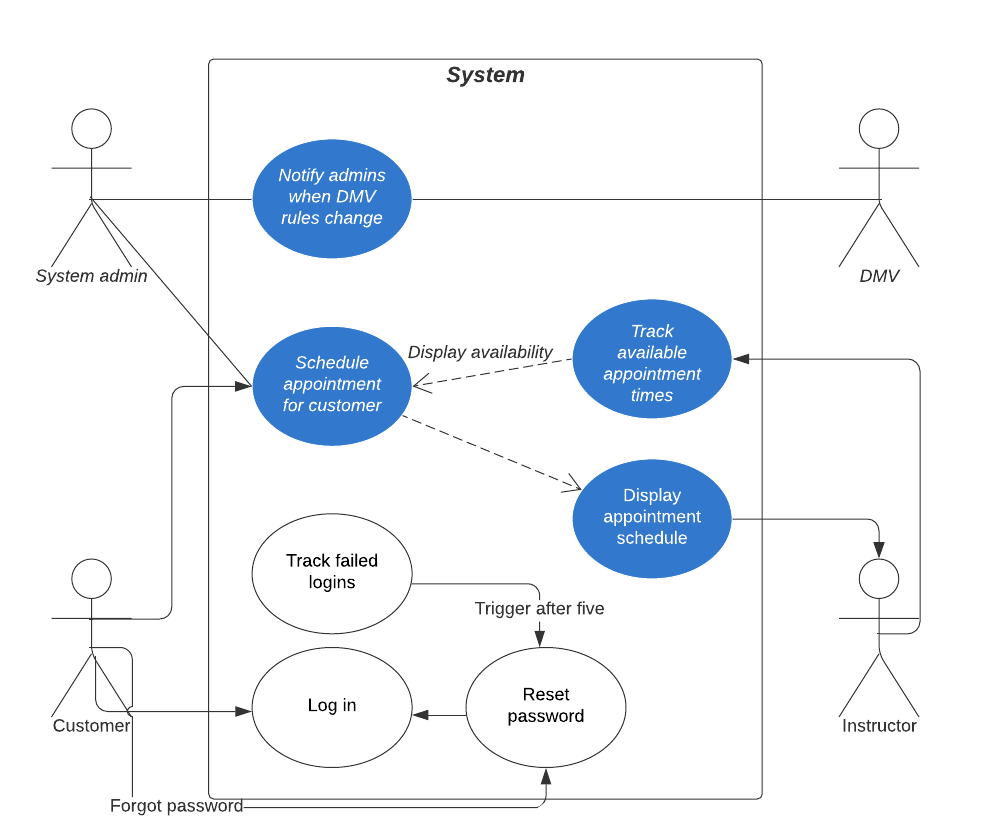 System
Notify admins
when DMV
rules change
System admin
DMV
Track
available
appointment
times
Display availability
Schedule
appointment
for customer
Display
appointment
schedule
Track failed
logins
Trigger after five
Log in
Reset
password
Customer
Instructor
Forgot password